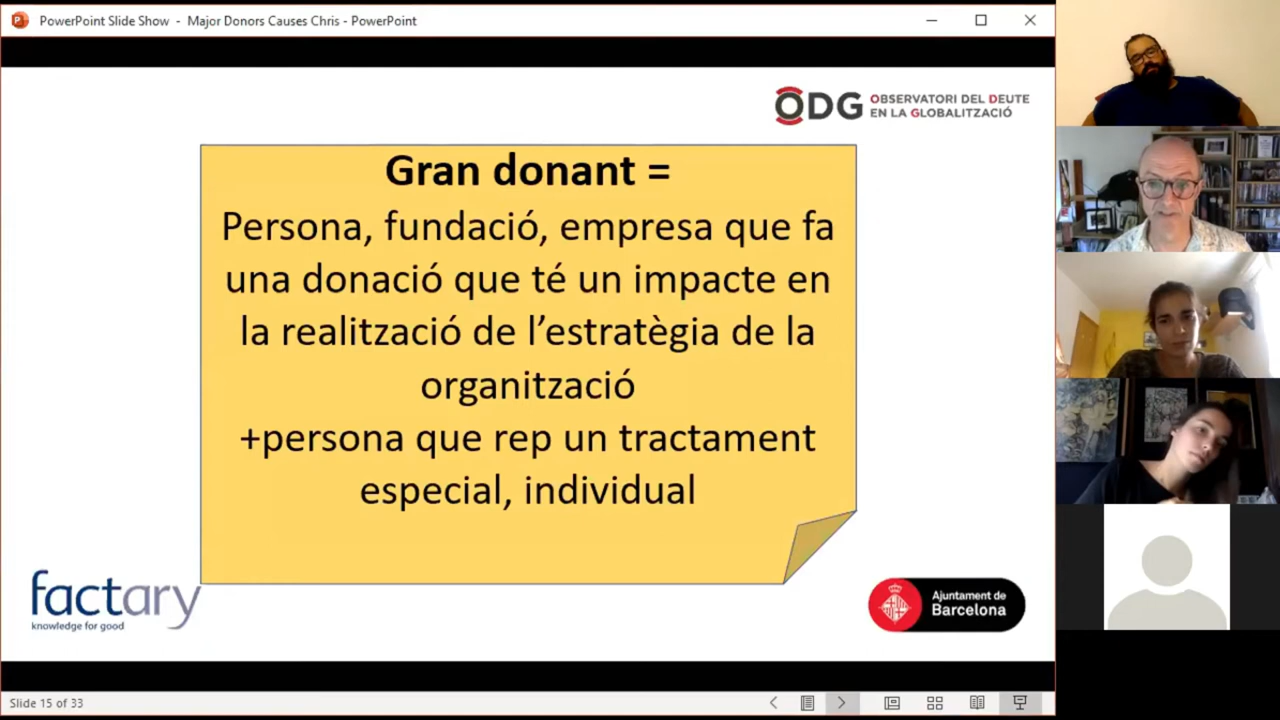 PowerPoint Slide Show - Major Donors Causes Chris - PowerPoint
ODG OBSERVATORI DEL DEUTE
EN LA GLOBALITZACIÓ
Gran donant =
Persona, fundació, empresa que fa
una donació que té un impacte en
la realització de l’estratègia de la
organització
+persona que rep un tractament
especial, individual
factary
knowledge for good
Ajuntament de
Barcelona
Slide 15 of 33